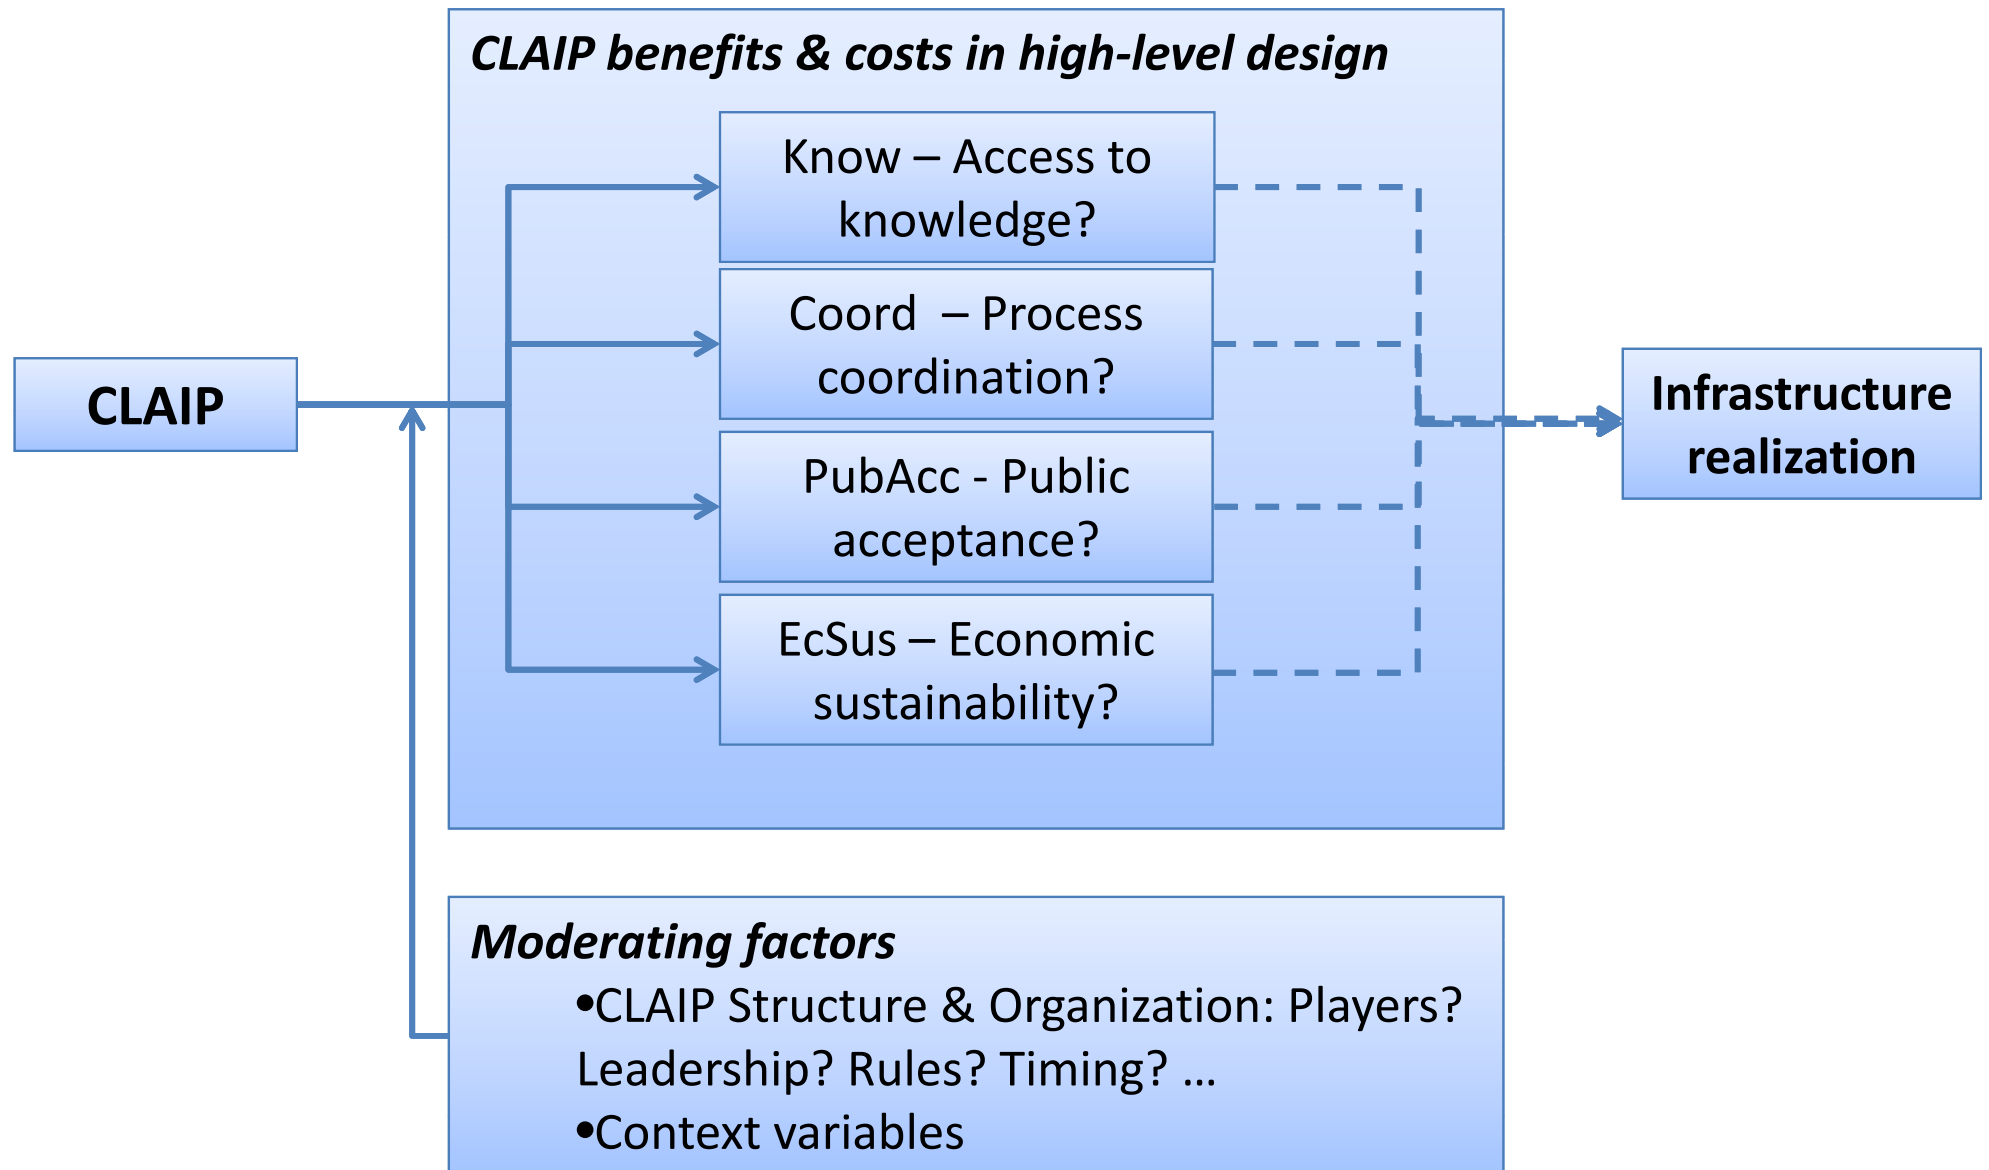 CLAIP benefits & costs in high-level design
Know – Access to
knowledge?
Coord – Process
coordination?
CLAIP
Infrastructure
realization
PubAcc - Public
acceptance?
EcSus – Economic
sustainability?
Moderating factors
•CLAIP Structure & Organization: Players?
Leadership? Rules? Timing? ...
•Context variables